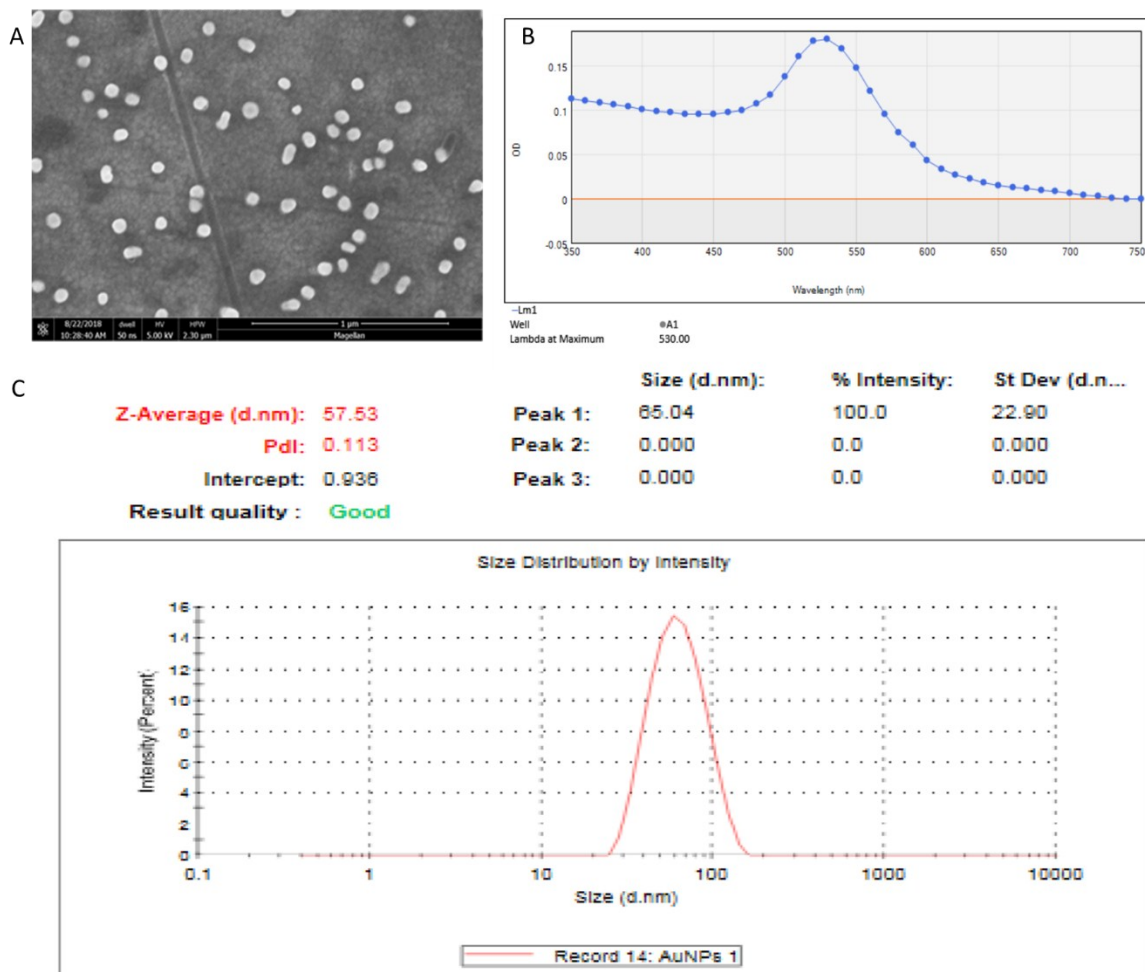 A
8/22/2018 dwell HV HFW 1 µm
10:28:40 AM 50 ns 5.00 kV 2.30 µm Magellan
B
0.15
0.1
0.05
0
-0.05
OD
350 400 450 500 550 600 650 700 750
Wavelength (nm)
Lm1
Well A1
Lambda at Maximum 530.00
C
Size (d.nm): % Intensity: St Dev (d.n...
Z-Average (d.nm): 57.53 Peak 1: 65.04 100.0 22.90
PdI: 0.113 Peak 2: 0.000 0.0 0.000
Intercept: 0.936 Peak 3: 0.000 0.0 0.000
Result quality : Good
Size Distribution by Intensity
16
14
12
10
8
6
4
2
0
Intensity (Percent)
0.1 1 10 100 1000 10000
Size (d.nm)
Record 14: AuNPs 1